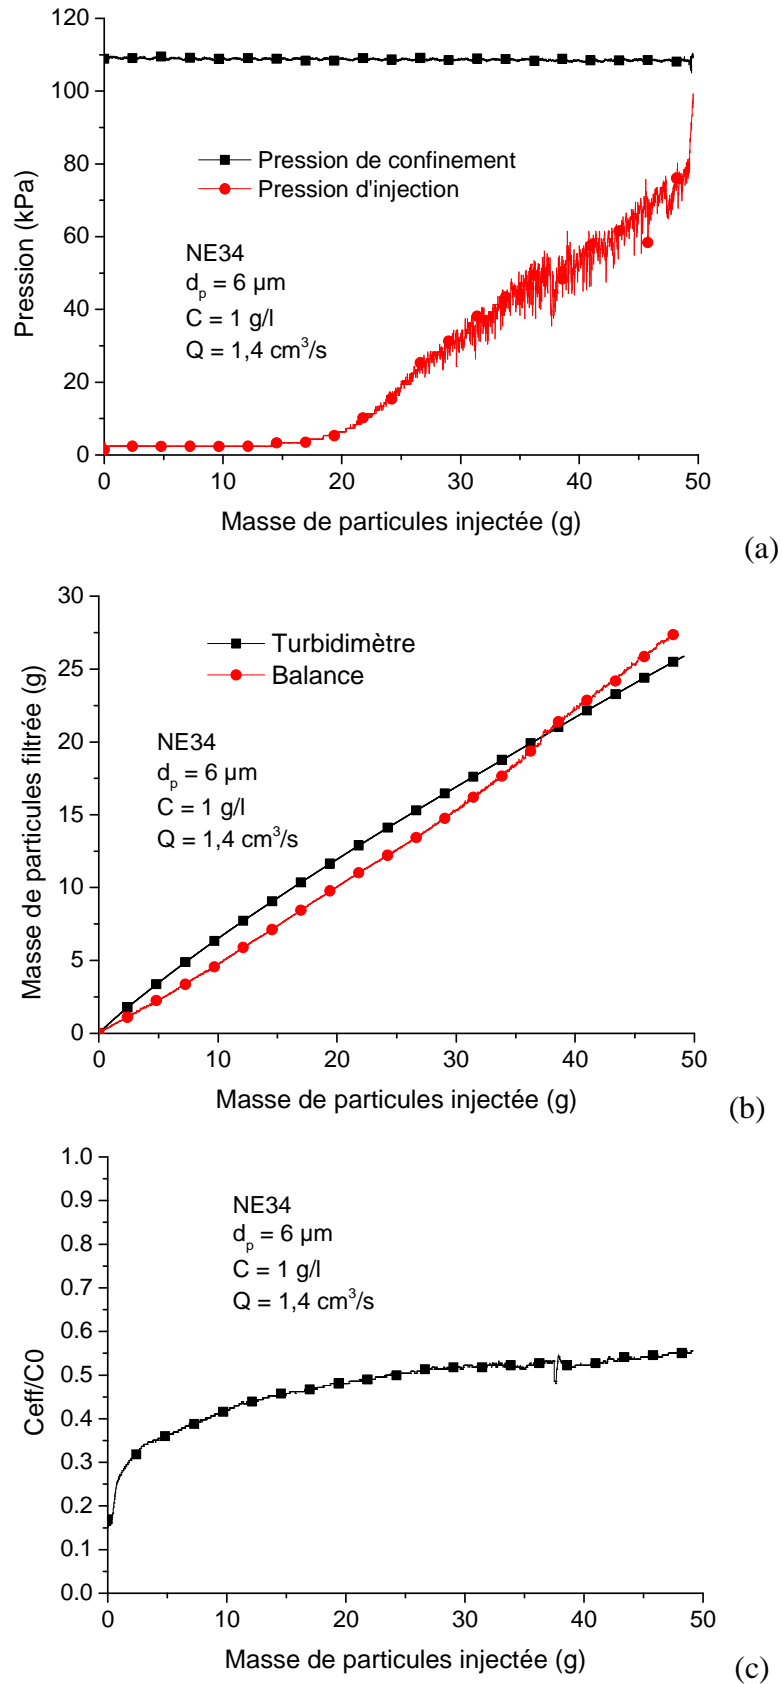 120
100
80
60
40
20
0
Pression (kPa)
Pression de confinement
Pression d'injection
NE34
dp = 6 µm
C = 1 g/l
Q = 1,4 cm³/s
0 10 20 30 40 50
Masse de particules injectée (g)
(a)
30
25
20
15
10
5
0
Masse de particules filtrée (g)
Turbidimètre
Balance
NE34
dp = 6 µm
C = 1 g/l
Q = 1,4 cm³/s
0 10 20 30 40 50
Masse de particules injectée (g)
(b)
1.0
0.9
0.8
0.7
0.6
0.5
0.4
0.3
0.2
0.1
0.0
Ceff/C0
NE34
dp = 6 µm
C = 1 g/l
Q = 1,4 cm³/s
0 10 20 30 40 50
Masse de particules injectée (g)
(c)